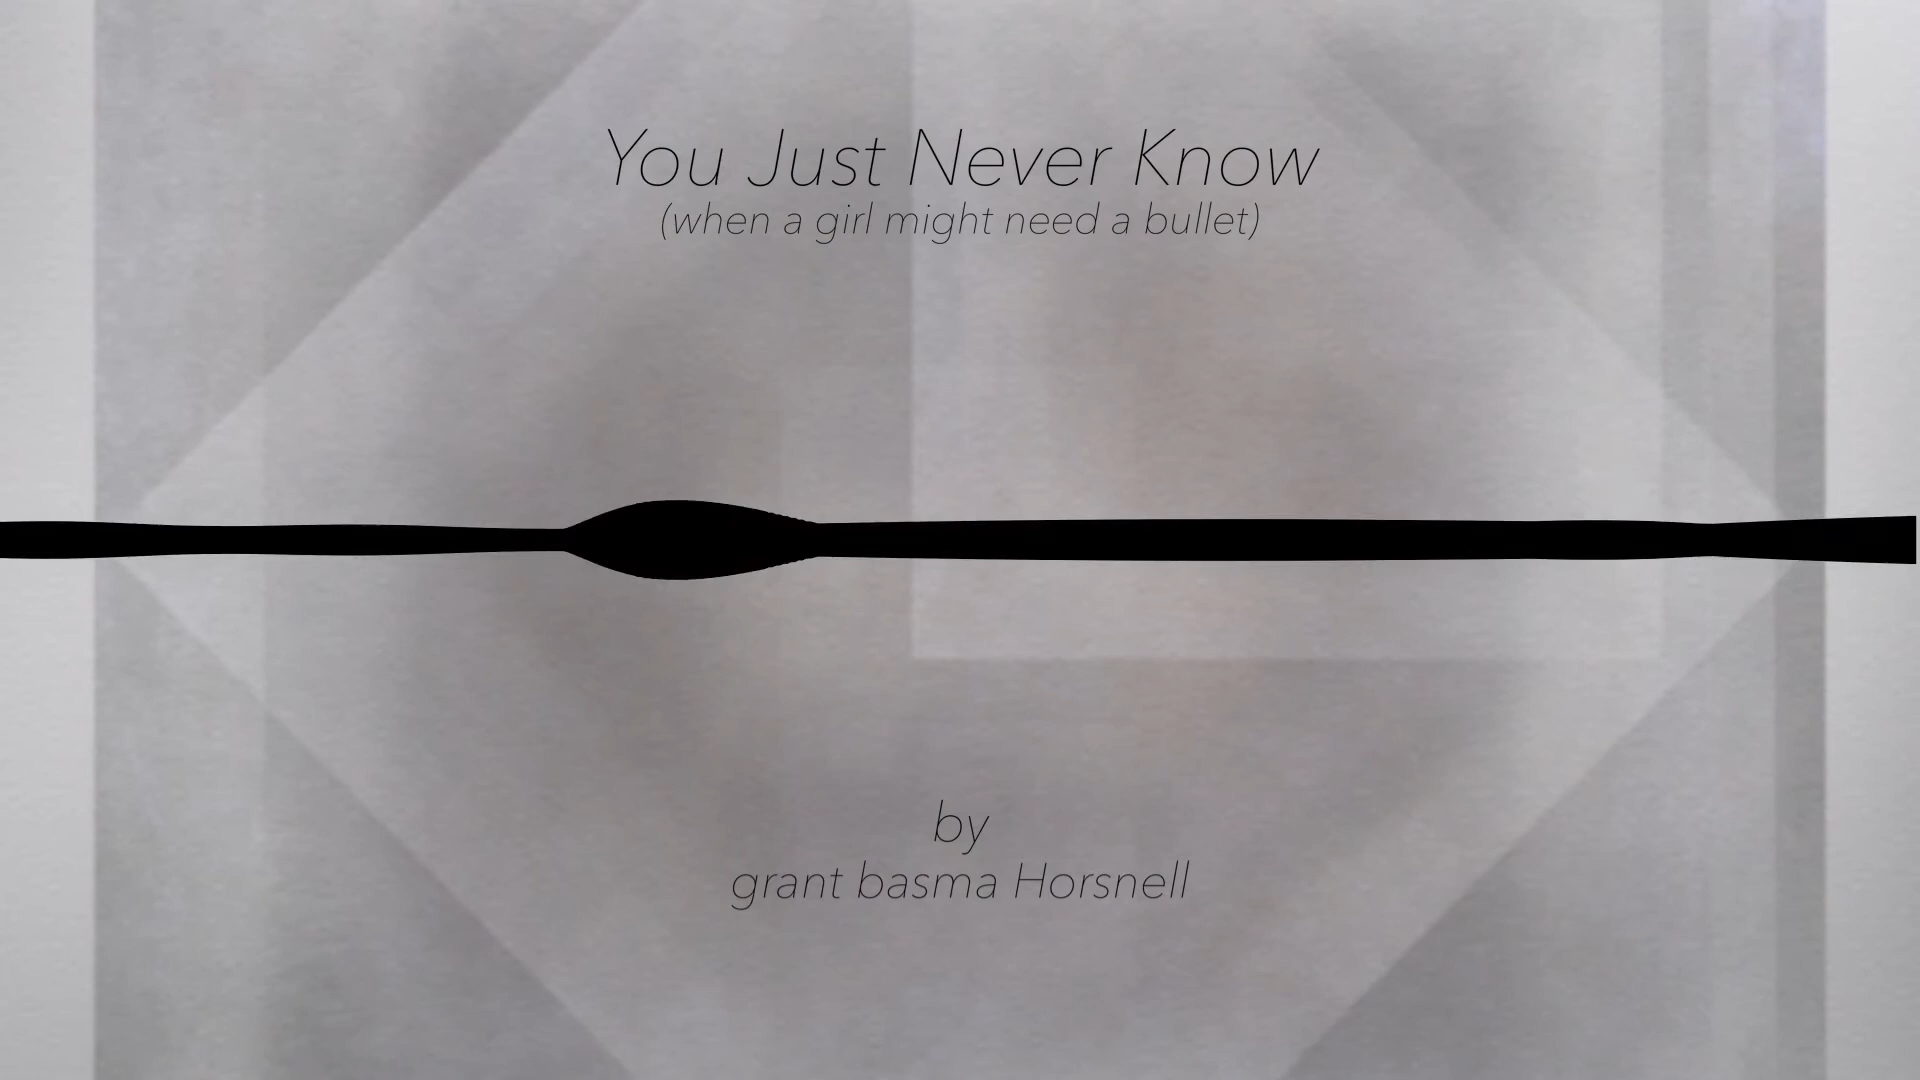 You Just Never Know
(when a girl might need a bullet)
by
grant basma Horsnell